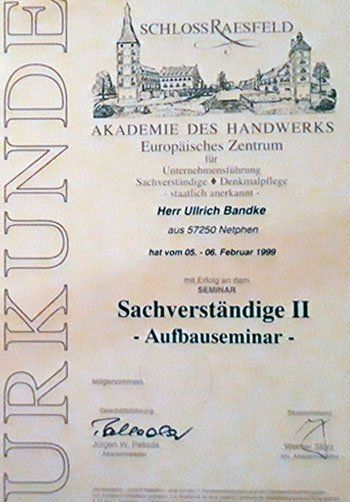 URKUNDE
SCHLOSS RAESFELD
AKADEMIE DES HANDWERKS
Europäisches Zentrum
für
Unternehmensführung
Sachverständige ♦ Denkmalpflege
- staatlich anerkannt -
Herr Ullrich Bandke
aus 57250 Netphen
hat vom 05. - 06. Februar 1999
mit Erfolg an dem
SEMINAR
Sachverständige II
- Aufbauseminar -
teilgenommen.
Geschäftsführung
Studienleitung
Jürgen W. Pallada
Werner Storz
Akademieleiter